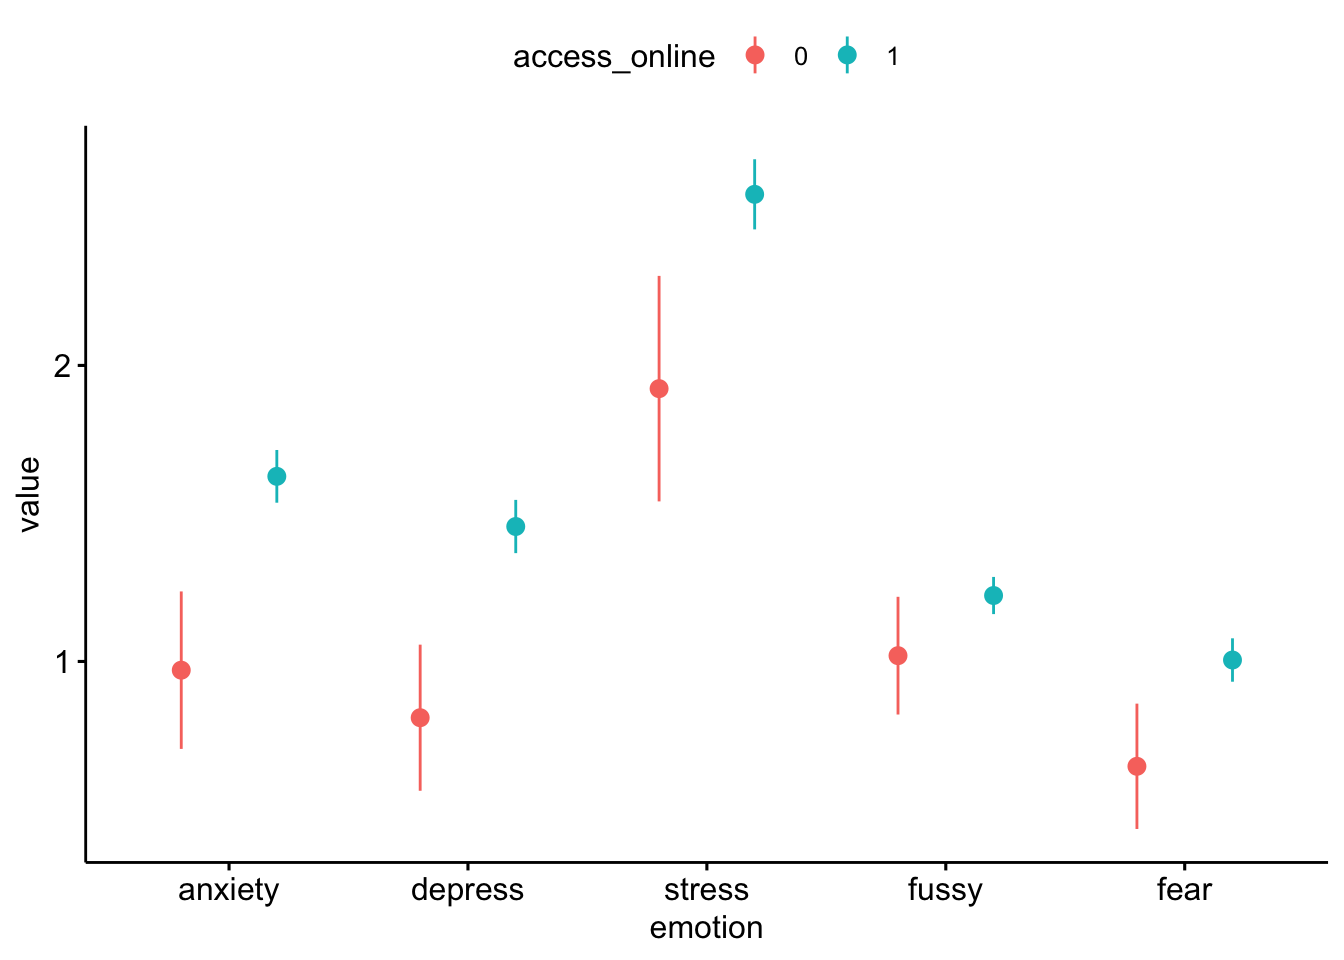 access_online 0 1
2
1
value
anxiety depress stress fussy fear
emotion